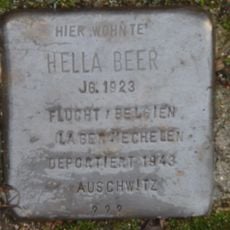 HIER WOHNTE
HELLA BEER
JG. 1923
FLUCHT BELGIEN
LAGER MECHELEN
DEPORTIERT 1943
AUSCHWITZ
? ? ?